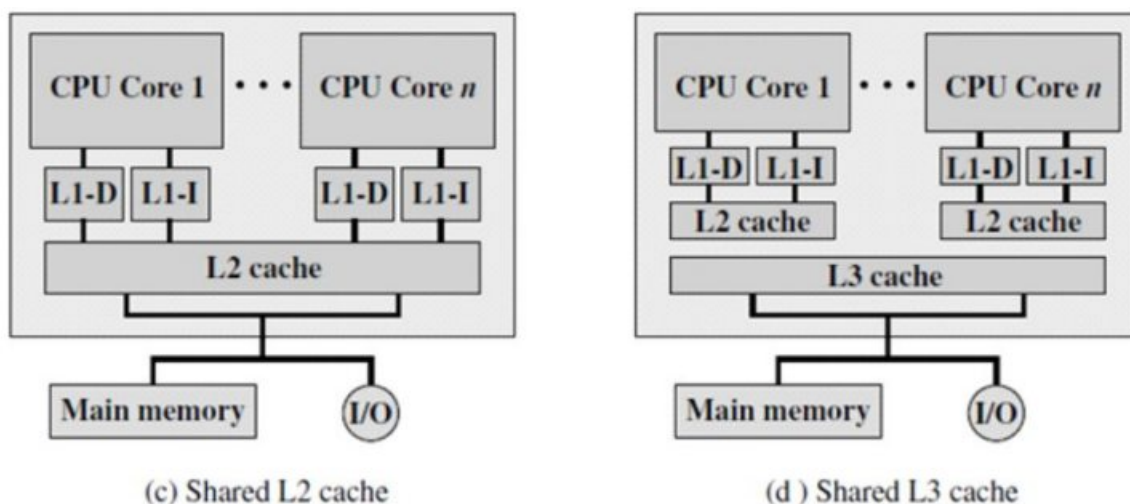 CPU Core 1 • • • CPU Core n
L1-D L1-I L1-D L1-I
L2 cache
Main memory I/O
(c) Shared L2 cache
CPU Core 1 • • • CPU Core n
L1-D L1-I L1-D L1-I
L2 cache L2 cache
L3 cache
Main memory I/O
(d ) Shared L3 cache